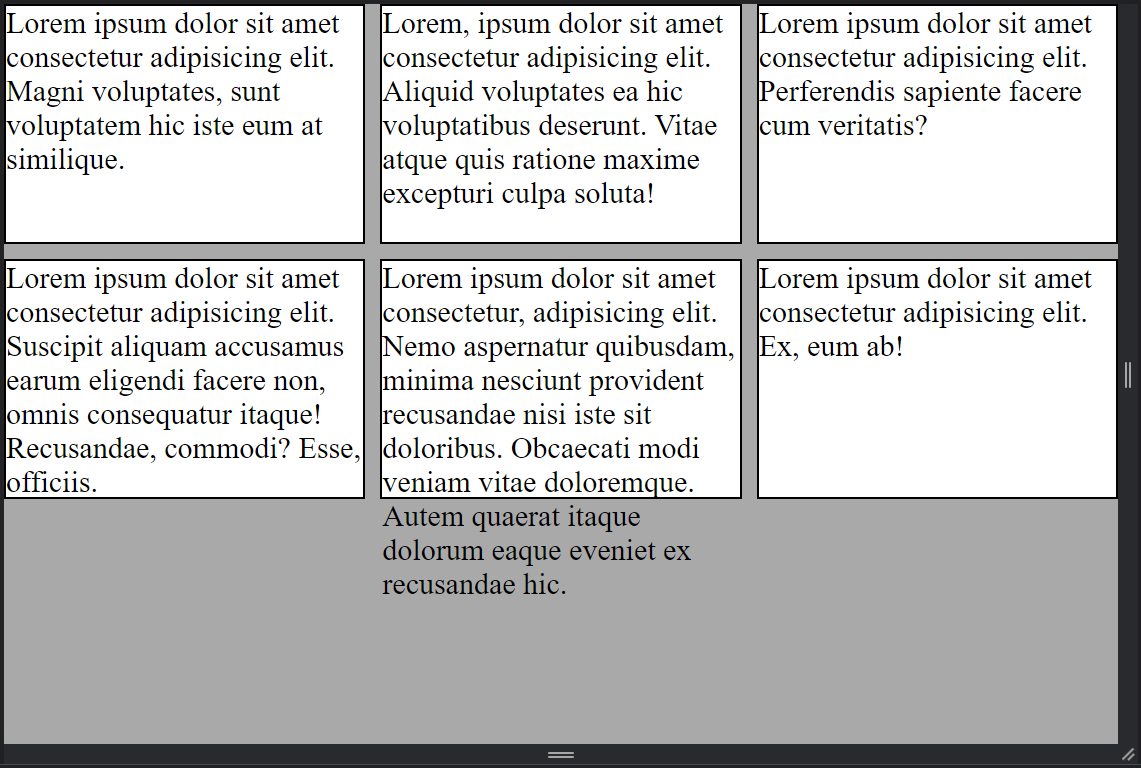 Lorem ipsum dolor sit amet
consectetur adipisicing elit.
Magni voluptates, sunt
voluptatem hic iste eum at
similique.
Lorem, ipsum dolor sit amet
consectetur adipisicing elit.
Aliquid voluptates ea hic
voluptatibus deserunt. Vitae
atque quis ratione maxime
excepturi culpa soluta!
Lorem ipsum dolor sit amet
consectetur adipisicing elit.
Perferendis sapiente facere
cum veritatis?
Lorem ipsum dolor sit amet
consectetur adipisicing elit.
Suscipit aliquam accusamus
earum eligendi facere non,
omnis consequatur itaque!
Recusandae, commodi? Esse,
officiis.
Lorem ipsum dolor sit amet
consectetur, adipisicing elit.
Nemo aspernatur quibusdam,
minima nesciunt provident
recusandae nisi iste sit
doloribus. Obcaecati modi
veniam vitae doloremque.
Autem quaerat itaque
dolorum eaque eveniet ex
recusandae hic.
Lorem ipsum dolor sit amet
consectetur adipisicing elit.
Ex, eum ab!